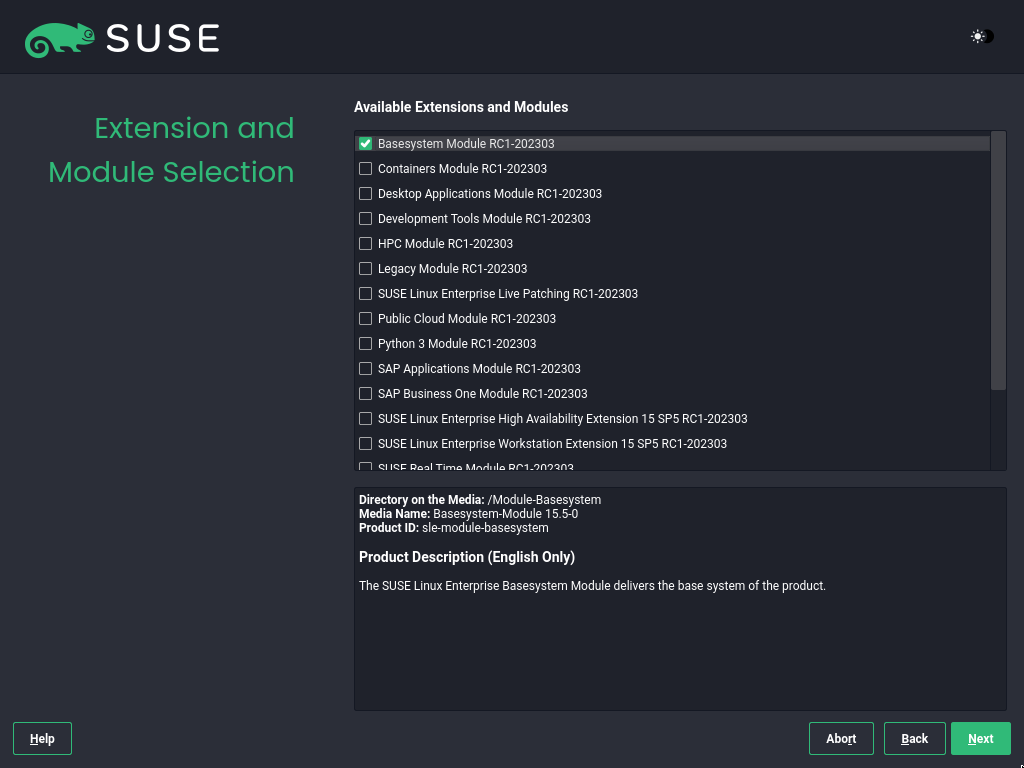 SUSE
Extension and
Module Selection
Available Extensions and Modules
Basesystem Module RC1-202303
Containers Module RC1-202303
Desktop Applications Module RC1-202303
Development Tools Module RC1-202303
HPC Module RC1-202303
Legacy Module RC1-202303
SUSE Linux Enterprise Live Patching RC1-202303
Public Cloud Module RC1-202303
Python 3 Module RC1-202303
SAP Applications Module RC1-202303
SAP Business One Module RC1-202303
SUSE Linux Enterprise High Availability Extension 15 SP5 RC1-202303
SUSE Linux Enterprise Workstation Extension 15 SP5 RC1-202303
SUSE Real Time Module RC1-202303
Directory on the Media: /Module-Basesystem
Media Name: Basesystem-Module 15.5-0
Product ID: sle-module-basesystem
Product Description (English Only)
The SUSE Linux Enterprise Basesystem Module delivers the base system of the product.
Help
Abort
Back
Next